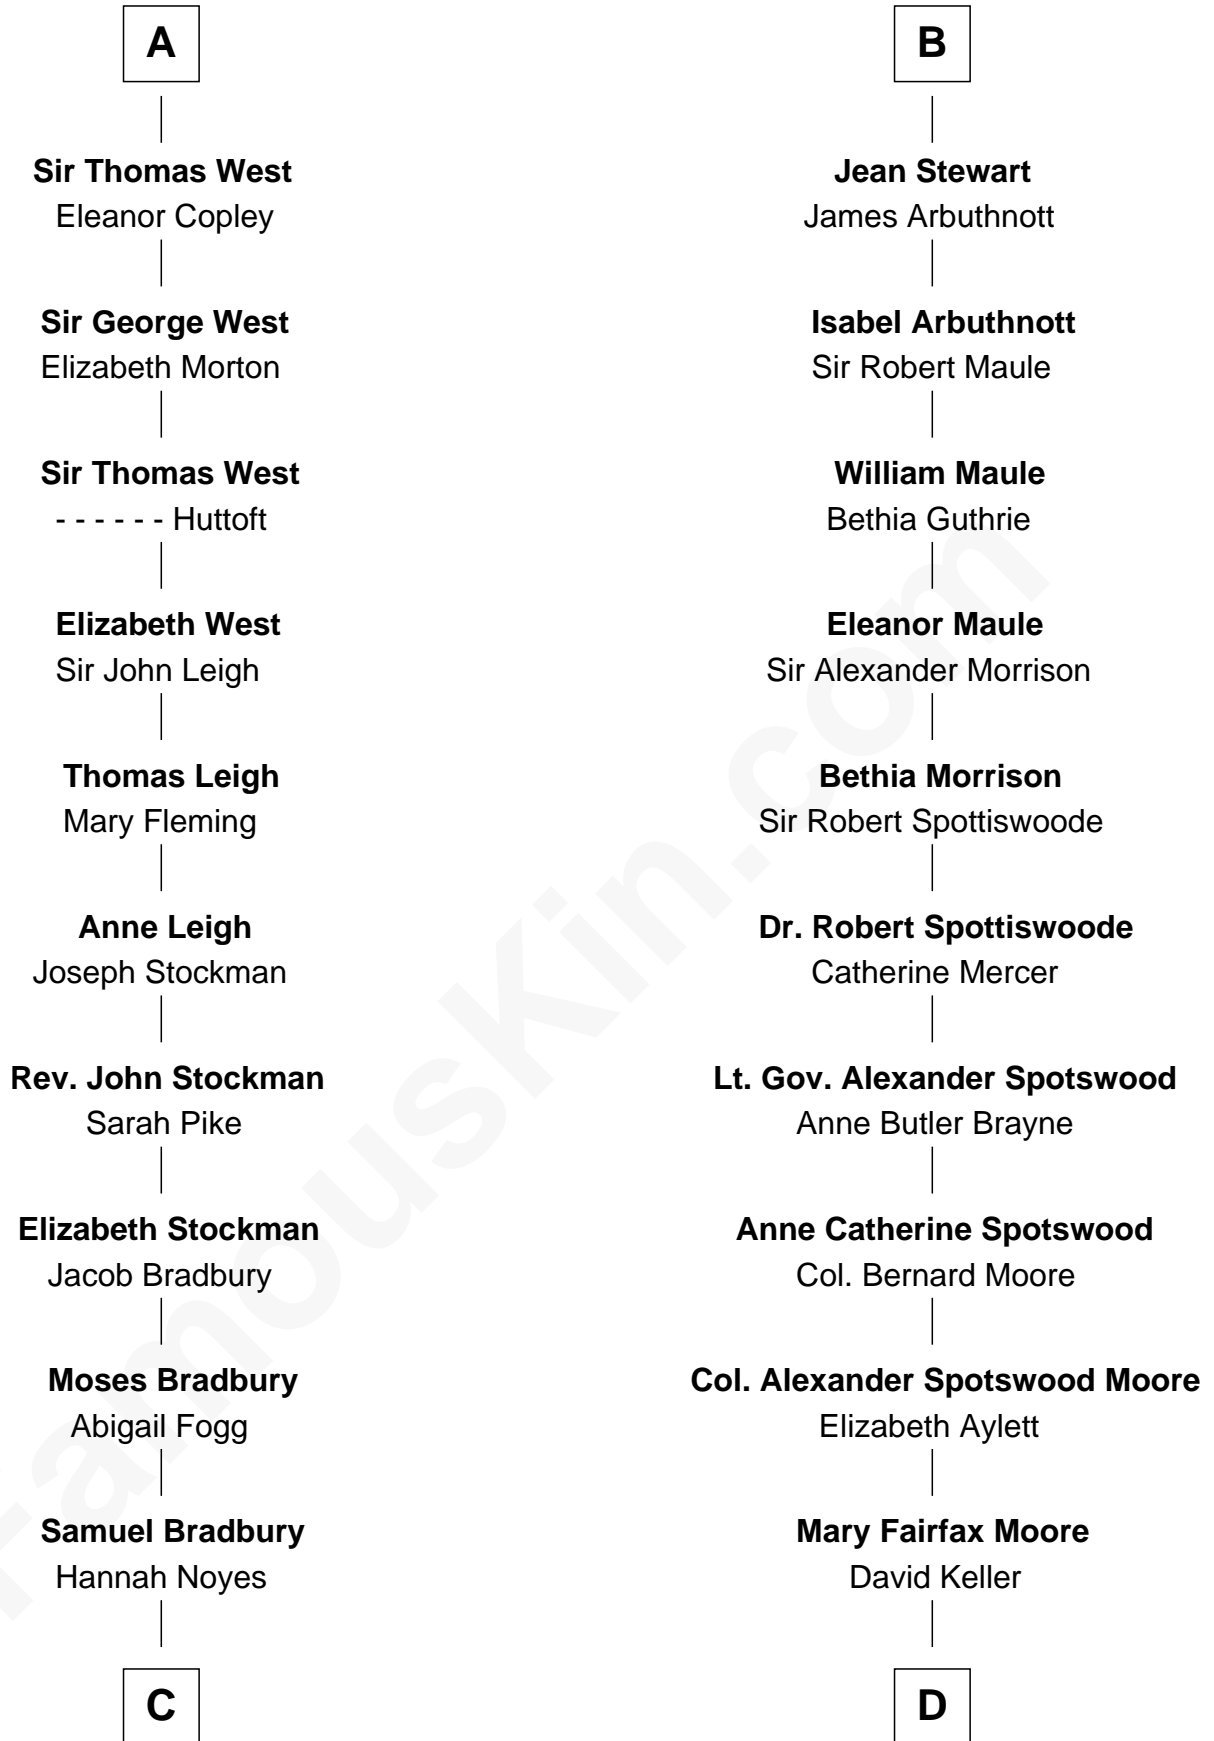 A
Sir Thomas West
Eleanor Copley
Sir George West
Elizabeth Morton
Sir Thomas West
- - - - - - Huttoft
Elizabeth West
Sir John Leigh
Thomas Leigh
Mary Fleming
Anne Leigh
Joseph Stockman
Rev. John Stockman
Sarah Pike
Elizabeth Stockman
Jacob Bradbury
Moses Bradbury
Abigail Fogg
Samuel Bradbury
Hannah Noyes
C
B
Jean Stewart
James Arbuthnott
Isabel Arbuthnott
Sir Robert Maule
William Maule
Bethia Guthrie
Eleanor Maule
Sir Alexander Morrison
Bethia Morrison
Sir Robert Spottiswoode
Dr. Robert Spottiswoode
Catherine Mercer
Lt. Gov. Alexander Spotswood
Anne Butler Brayne
Anne Catherine Spotswood
Col. Bernard Moore
Col. Alexander Spotswood Moore
Elizabeth Aylett
Mary Fairfax Moore
David Keller
D
FamousKin.com